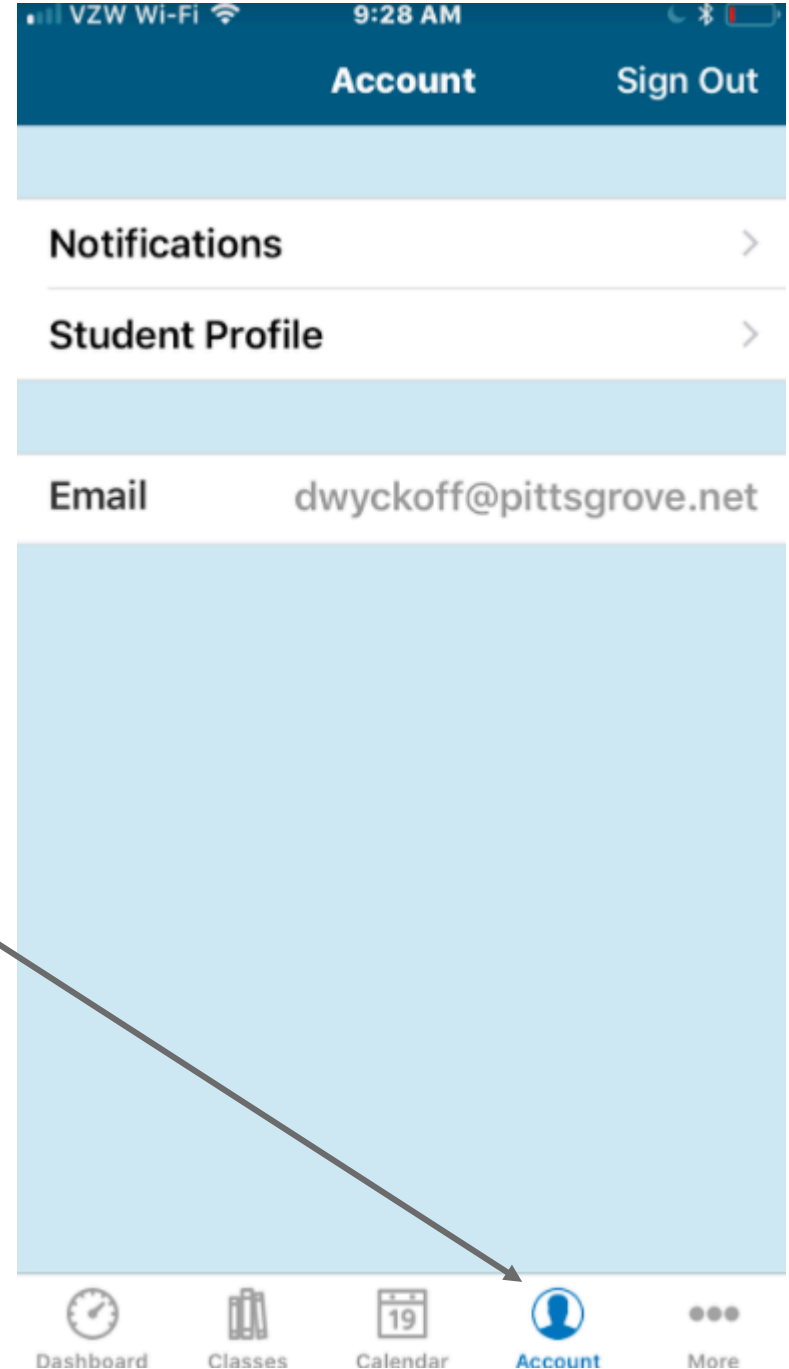 VZW Wi-Fi 9:28 AM
Account Sign Out
Notifications
Student Profile
Email dwyckoff@pittsgrove.net
19
Dashboard Classes Calendar Account More